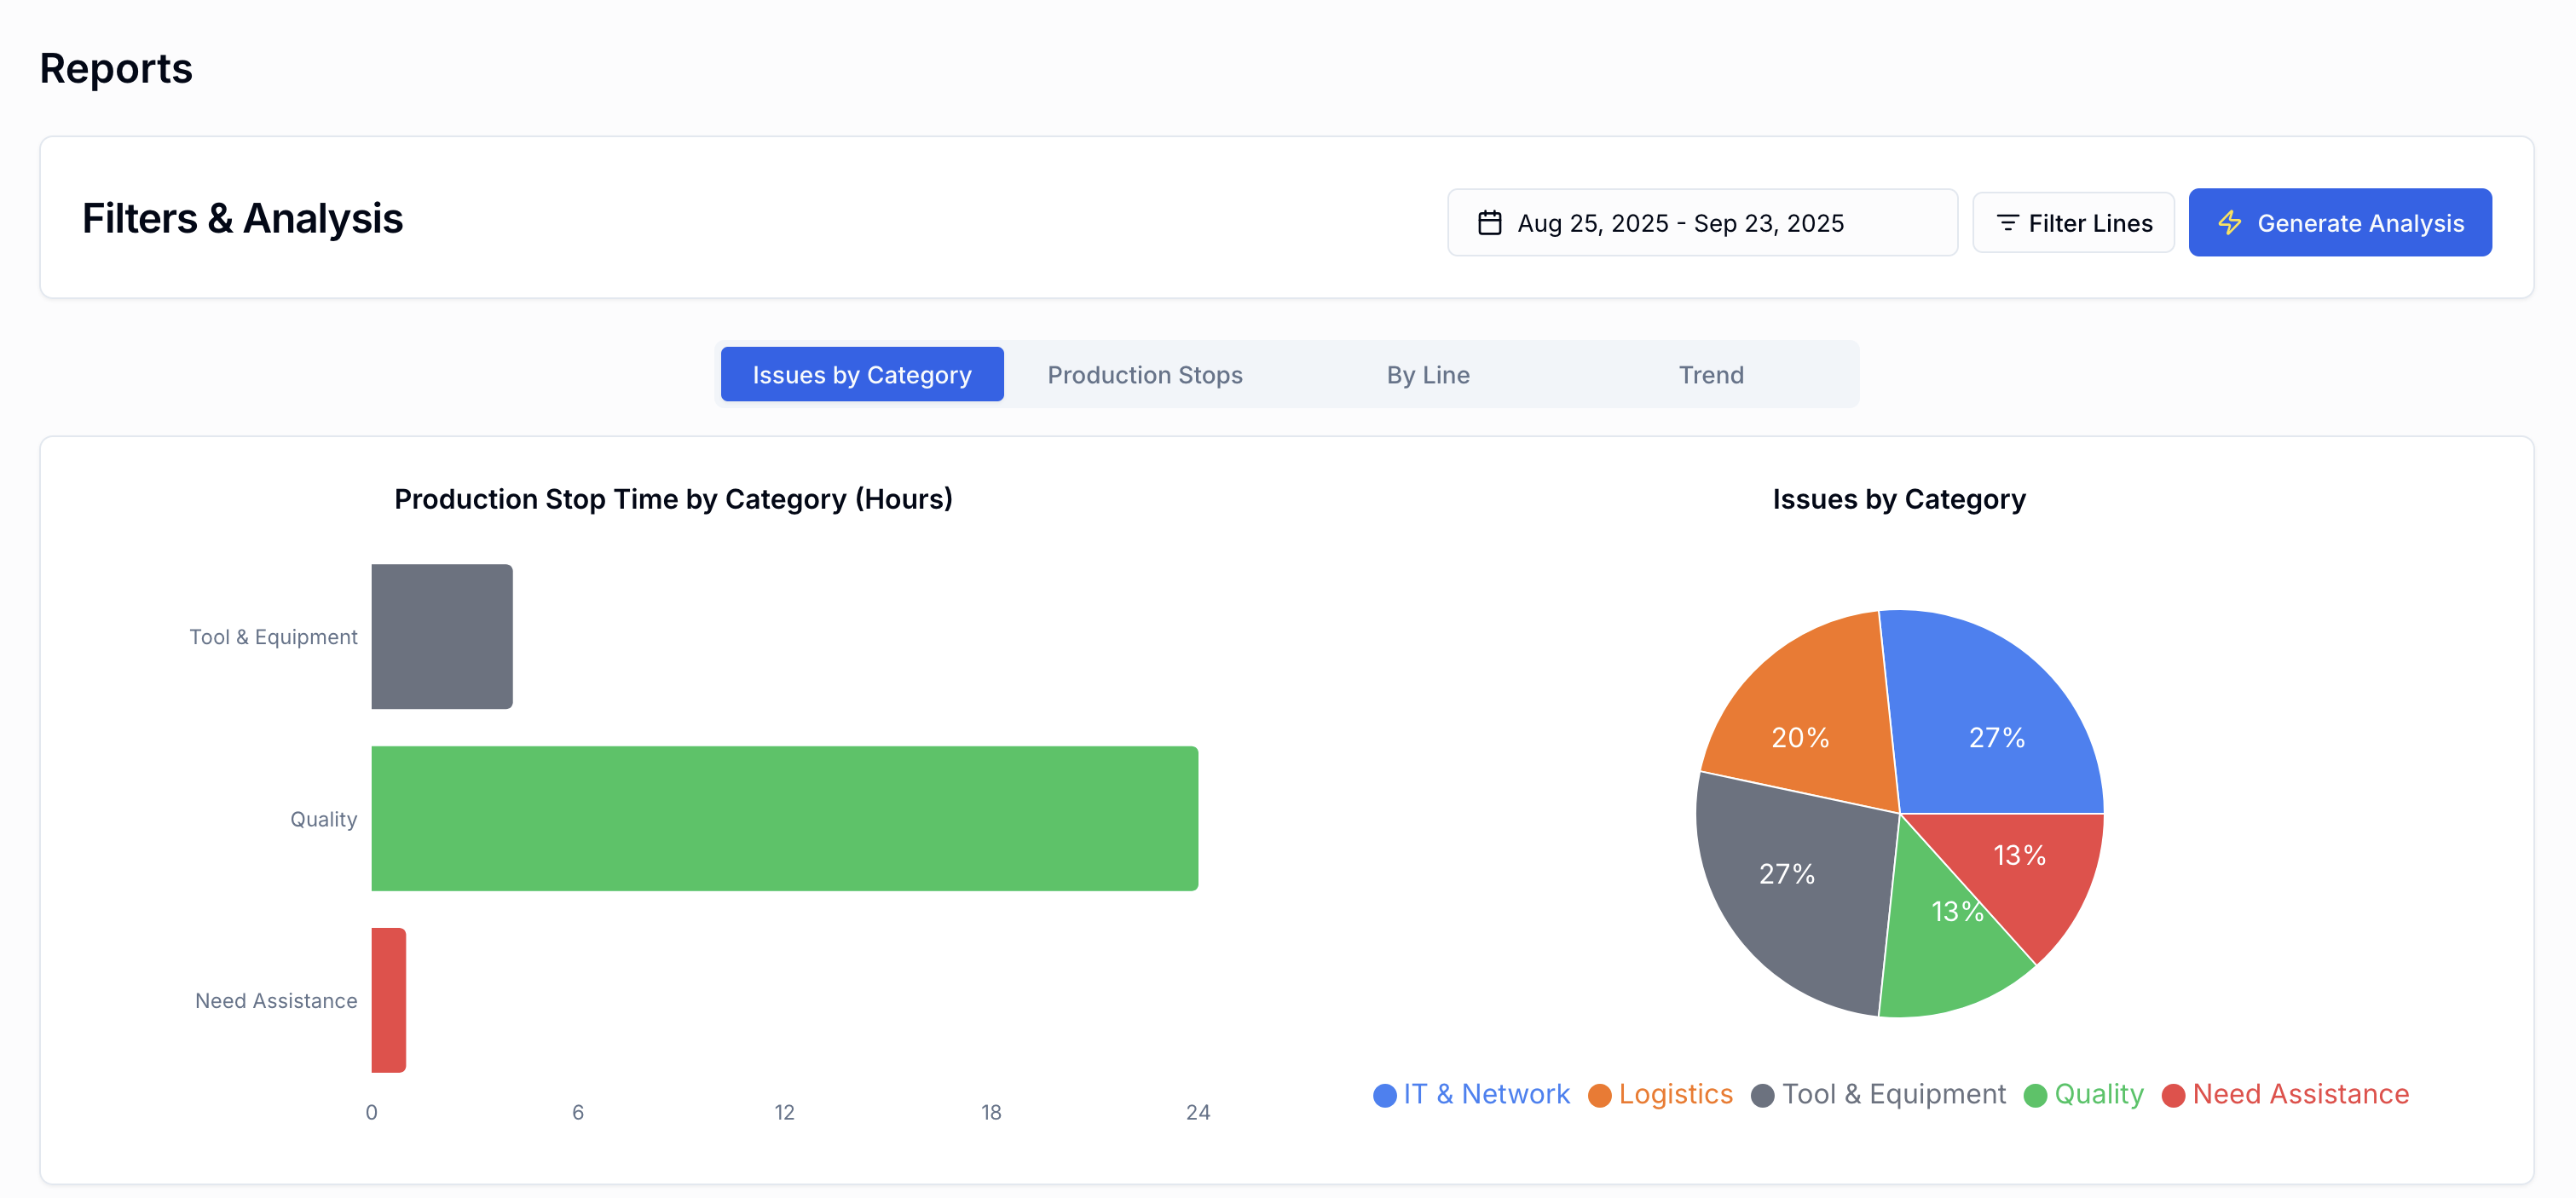 Reports
Filters & Analysis
Aug 25, 2025 - Sep 23, 2025
Filter Lines
Generate Analysis
Issues by Category
Production Stops
By Line
Trend
Production Stop Time by Category (Hours)
Tool & Equipment
Quality
Need Assistance
0 6 12 18 24
Issues by Category
20%
27%
27%
13%
13%
IT & Network Logistics Tool & Equipment Quality Need Assistance